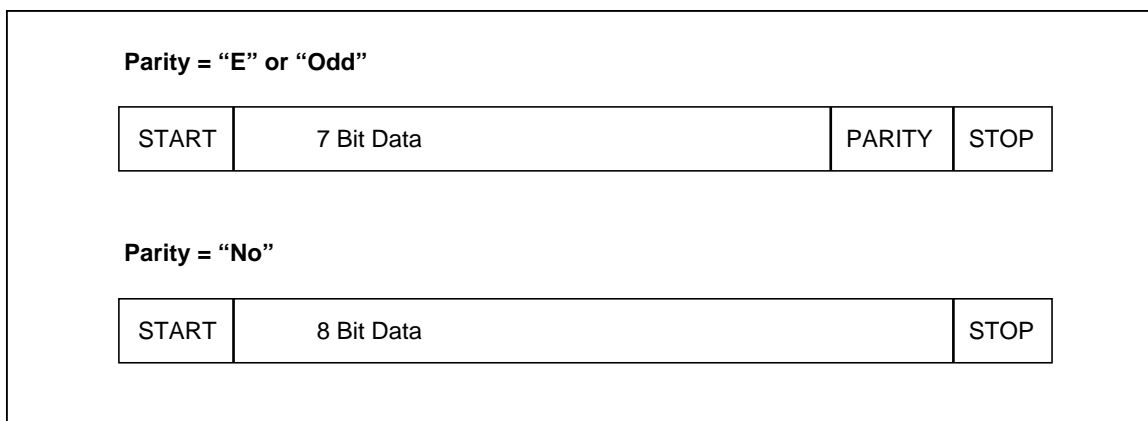 Parity = “E” or “Odd”
START 7 Bit Data PARITY STOP
Parity = “No”
START 8 Bit Data STOP